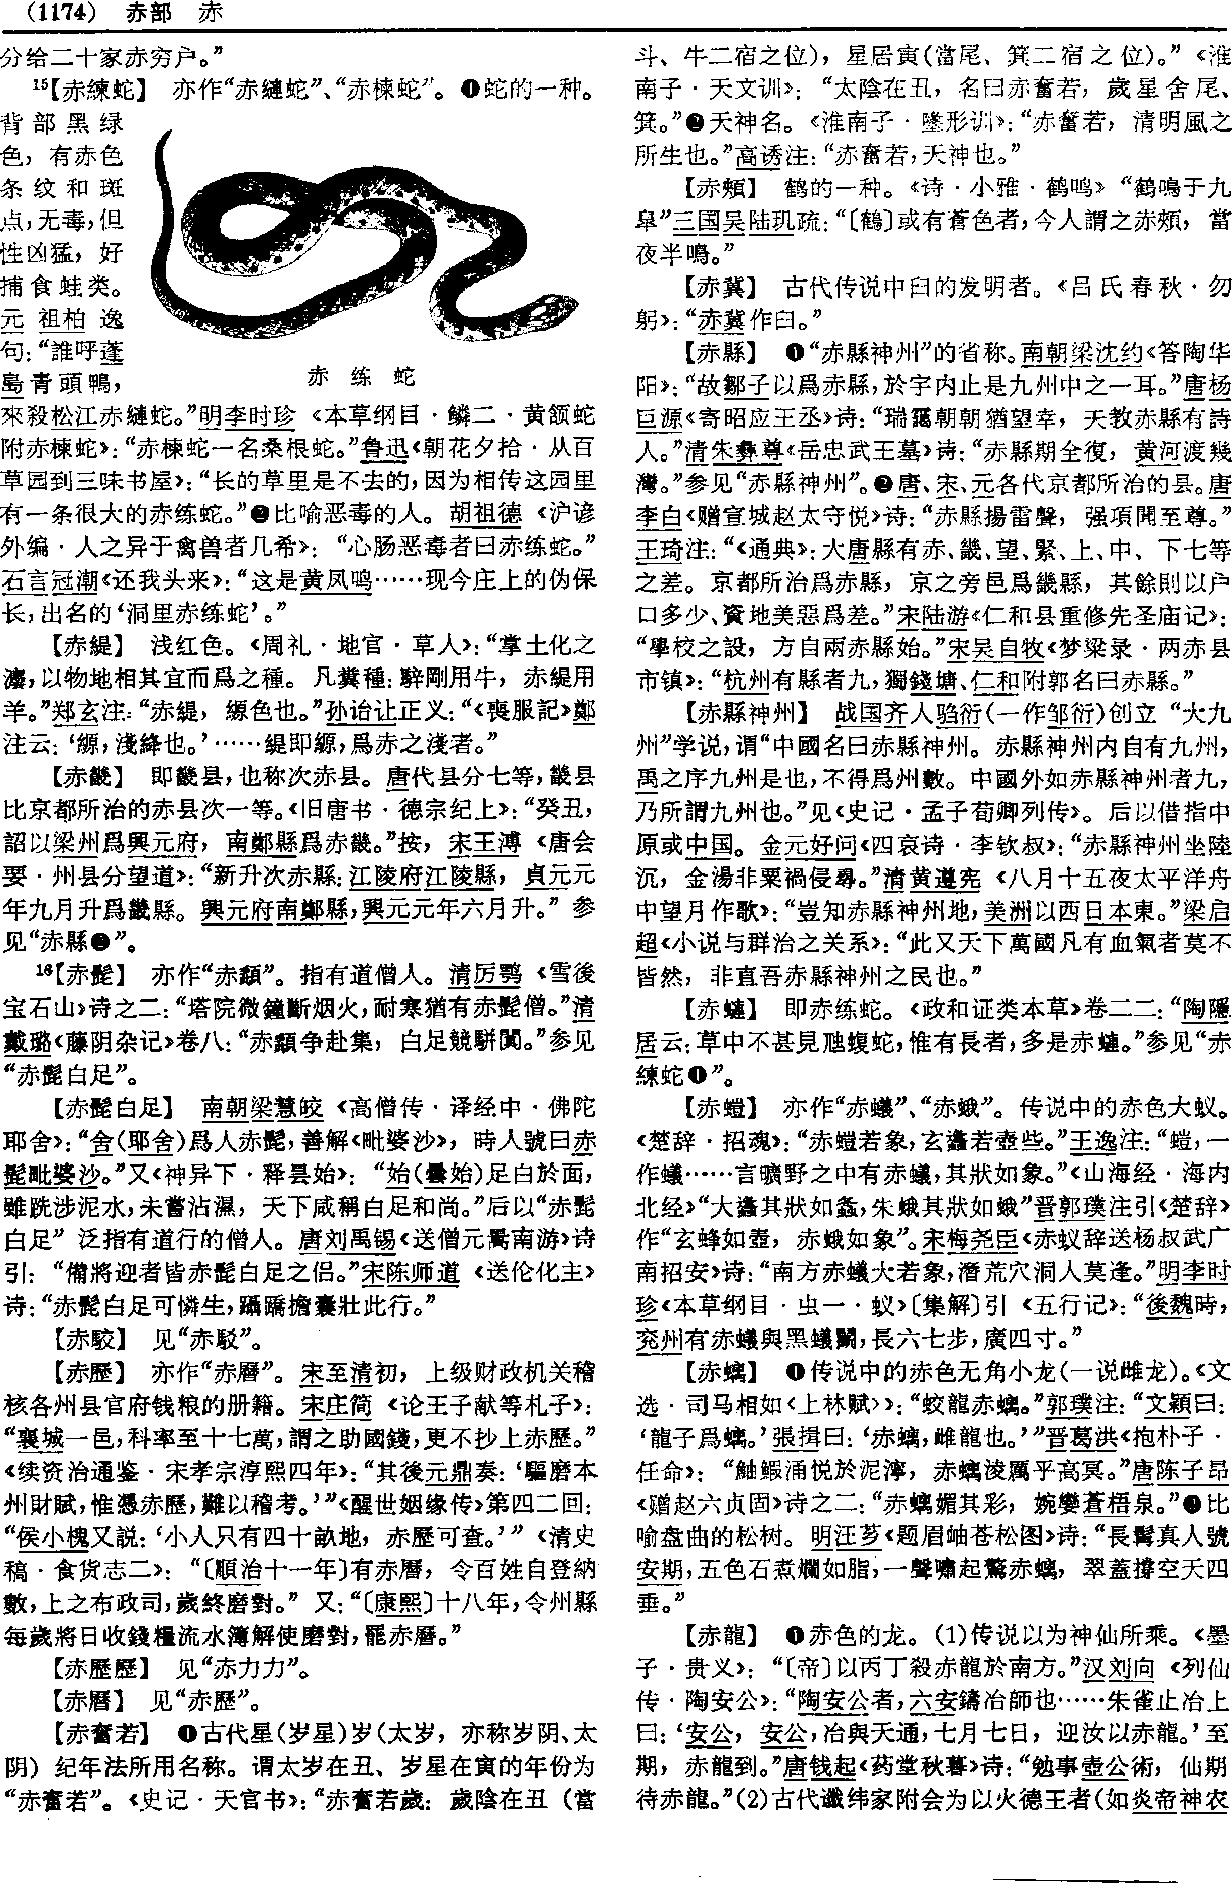 (1174) 赤部 赤
分给二十家赤穷户。”
¹⁵【赤練蛇】 亦作“赤縺蛇”、“赤楝蛇”。❶蛇的一种。
背部黑绿
色，有赤色
条纹和斑
点，无毒，但
性凶猛，好
捕食蛙类。
元 祖柏 逸
句：“誰呼蓬
島青頭鴨，
赤练蛇
來殺松江赤縺蛇。”明李时珍《本草纲目·鳞二·黄颔蛇
附赤楝蛇》：“赤楝蛇一名桑根蛇。”鲁迅《朝花夕拾·从百
草园到三味书屋》：“长的草里是不去的，因为相传这园里
有一条很大的赤练蛇。”❷比喻恶毒的人。胡祖德《沪谚
外编·人之异于禽兽者几希》：“心肠恶毒者曰赤练蛇。”
石言冠潮《还我头来》：“这是黄凤鸣……现今庄上的伪保
长，出名的‘洞里赤练蛇’。”
【赤緹】 浅红色。《周礼·地官·草人》：“掌土化之
灋，以物地相其宜而爲之種。凡糞種：騂剛用牛，赤緹用
羊。”郑玄注：“赤緹，縓色也。”孙诒让正义：“《喪服記》鄭
注云：‘縓，淺絳也。’……緹即縓，爲赤之淺者。”
【赤畿】 即畿县，也称次赤县。唐代县分七等，畿县
比京都所治的赤县次一等。《旧唐书·德宗纪上》：“癸丑，
詔以梁州爲興元府，南鄭縣爲赤畿。”按，宋王溥《唐会
要·州县分望道》：“新升次赤縣：江陵府江陵縣，貞元元
年九月升爲畿縣。興元府南鄭縣，興元元年六月升。”参
见“赤縣❷”。
¹⁶【赤髭】 亦作“赤頿”。指有道僧人。清厉鹗《雪後
宝石山》诗之二：“塔院微鐘斷烟火，耐寒猶有赤髭僧。”清
戴璐《藤阴杂记》卷八：“赤頿争赴集，白足競駢闐。”参见
“赤髭白足”。
【赤髭白足】 南朝梁慧皎《高僧传·译经中·佛陀
耶舍》：“舍(耶舍)爲人赤髭，善解《毗婆沙》，時人號曰赤
髭毗婆沙。”又《神异下·释昙始》：“始(曇始)足白於面，
雖跣涉泥水，未嘗沾濕，天下咸稱白足和尚。”后以“赤髭
白足”泛指有道行的僧人。唐刘禹锡《送僧元暠南游》诗
引：“備將迎者皆赤髭白足之侣。”宋陈师道《送伦化主》
诗：“赤髭白足可憐生，躡蹻擔囊壯此行。”
【赤駮】 见“赤駁”。
【赤歷】 亦作“赤曆”。宋至清初，上级财政机关稽
核各州县官府钱粮的册籍。宋庄简《论王子献等札子》：
“襄城一邑，科率至十七萬，謂之助國錢，更不抄上赤歷。”
《续资治通鉴·宋孝宗淳熙四年》：“其後元鼎奏：‘驅磨本
州財賦，惟憑赤歷，難以稽考。’”《醒世姻缘传》第四二回：
“侯小槐又説：‘小人只有四十畝地，赤歷可查。’”《清史
稿·食货志二》：“〔順治十一年〕有赤曆，令百姓自登納
數，上之布政司，歲終磨對。”又：“〔康熙〕十八年，令州縣
每歲將日收錢糧流水簿解使磨對，罷赤曆。”
【赤歷歷】 见“赤力力”。
【赤曆】 见“赤歷”。
【赤奮若】 ❶古代星(岁星)岁(太岁，亦称岁阴、太
阴) 纪年法所用名称。谓太岁在丑、岁星在寅的年份为
“赤奮若”。《史记·天官书》：“赤奮若歲：歲陰在丑（當
斗、牛二宿之位)，星居寅(當尾、箕二宿之位)。”《淮
南子·天文训》：“太陰在丑，名曰赤奮若，歲星舍尾、
箕。”❷天神名。《淮南子·墬形训》：“赤奮若，清明風之
所生也。”高诱注：“赤奮若，天神也。”
【赤頰】 鹤的一种。《诗·小雅·鹤鸣》“鶴鳴于九
皋”三国吴陆玑疏：“〔鶴〕或有蒼色者，今人謂之赤頰，當
夜半鳴。”
【赤冀】 古代传说中臼的发明者。《吕氏春秋·勿
躬》：“赤冀作臼。”
【赤縣】 ❶“赤縣神州”的省称。南朝梁沈约《答陶华
阳》：“故鄒子以爲赤縣，於宇内止是九州中之一耳。”唐杨
巨源《寄昭应王丞》诗：“瑞靄朝朝猶望幸，天教赤縣有詩
人。”清朱彝尊《岳忠武王墓》诗：“赤縣期全復，黄河渡幾
灣。”参见“赤縣神州”。❷唐、宋、元各代京都所治的县。唐
李白《赠宣城赵太守悦》诗：“赤縣揚雷聲，强項聞至尊。”
王琦注：“《通典》：大唐縣有赤、畿、望、緊、上、中、下七等
之差。京都所治爲赤縣，京之旁邑爲畿縣，其餘則以户
口多少、資地美惡爲差。”宋陆游《仁和县重修先圣庙记》：
“學校之設，方自兩赤縣始。”宋吴自牧《梦粱录·两赤县
市镇》：“杭州有縣者九，獨錢塘、仁和附郭名曰赤縣。”
【赤縣神州】 战国齐人驺衍(一作邹衍)创立“大九
州”学说，谓“中國名曰赤縣神州。赤縣神州内自有九州，
禹之序九州是也，不得爲州數。中國外如赤縣神州者九，
乃所謂九州也。”见《史记·孟子荀卿列传》。后以借指中
原或中国。金元好问《四哀诗·李钦叔》：“赤縣神州坐陸
沉，金湯非粟禍侵尋。”清黄遵宪《八月十五夜太平洋舟
中望月作歌》：“豈知赤縣神州地，美洲以西日本東。”梁启
超《小说与群治之关系》：“此又天下萬國凡有血氣者莫不
皆然，非直吾赤縣神州之民也。”
【赤蝀】 即赤练蛇。《政和证类本草》卷二二：“陶隱
居云：草中不甚見虺蝮蛇，惟有長者，多是赤蝀。”参见“赤
練蛇❶”。
【赤螘】 亦作“赤蟻”、“赤蛾”。传说中的赤色大蚁。
《楚辞·招魂》：“赤螘若象，玄蠭若壺些。”王逸注：“螘，一
作蟻……言曠野之中有赤蟻，其狀如象。”《山海经·海内
北经》“大蠭其狀如螽，朱蛾其狀如蛾”晋郭璞注引《楚辞》
作“玄蜂如壺，赤蛾如象”。宋梅尧臣《赤蚁辞送杨叔武广
南招安》诗：“南方赤蟻大若象，潛荒穴洞人莫逢。”明李时
珍《本草纲目·虫一·蚁》〔集解〕引《五行记》：“後魏時，
兖州有赤蟻與黑蟻鬭，長六七步，廣四寸。”
【赤螭】 ❶传说中的赤色无角小龙(一说雌龙)。《文
选·司马相如〈上林赋〉》：“蛟龍赤螭。”郭璞注：“文穎曰：
‘龍子爲螭。’張揖曰：‘赤螭，雌龍也。’”晋葛洪《抱朴子·
任命》：“鮋鰕涌悦於泥濘，赤螭淩厲乎高冥。”唐陈子昂
《赠赵六贞固》诗之二：“赤螭媚其彩，婉孌蒼梧泉。”❷比
喻盘曲的松树。明汪芗《题眉岫苍松图》诗：“長髯真人號
安期，五色石煮爛如脂，一聲嘯起驚赤螭，翠蓋撐空天四
垂。”
【赤龍】 ❶赤色的龙。(1)传说以为神仙所乘。《墨
子·贵义》：“〔帝〕以丙丁殺赤龍於南方。”汉刘向《列仙
传·陶安公》：“陶安公者，六安鑄冶師也……朱雀止冶上
曰：‘安公，安公，冶與天通，七月七日，迎汝以赤龍。’至
期，赤龍到。”唐钱起《药堂秋暮》诗：“勉事壺公術，仙期
待赤龍。”(2)古代谶纬家附会为以火德王者(如炎帝神农